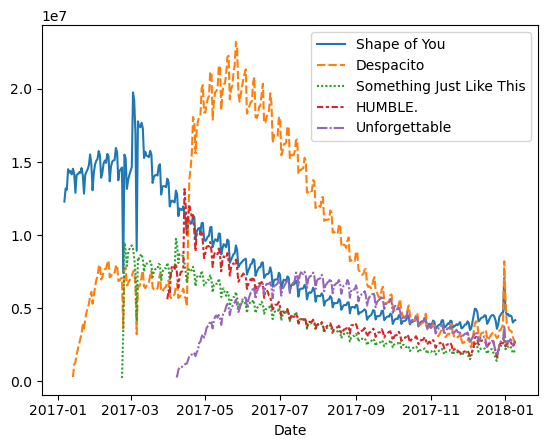 1e7
Shape of You
Despacito
Something Just Like This
HUMBLE.
Unforgettable
2.0
1.5
1.0
0.5
0.0
2017-01 2017-03 2017-05 2017-07 2017-09 2017-11 2018-01
Date